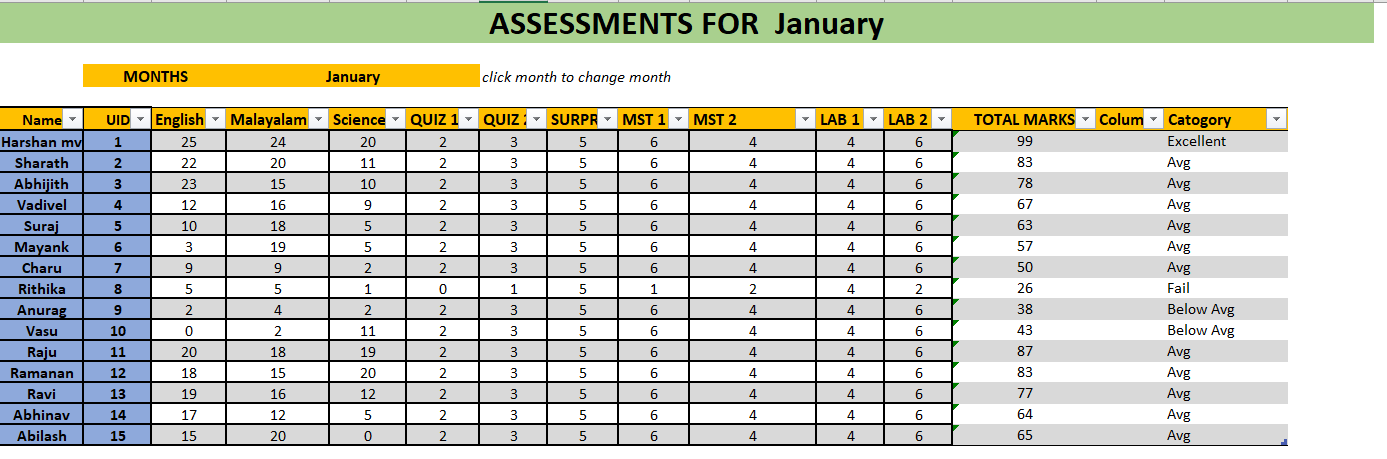 ASSESSMENTS FOR January
MONTHS January click month to change month
Name UID English Malayalam Science QUIZ 1 QUIZ SURPR MST 1 MST 2 LAB 1 LAB 2 TOTAL MARKS Colum Catogory
Harshan mv 1 25 24 20 2 3 5 6 4 4 6 99 Excellent
Sharath 2 22 20 11 2 3 5 6 4 4 6 83 Avg
Abhijith 3 23 15 10 2 3 5 6 4 4 6 78 Avg
Vadivel 4 12 16 9 2 3 5 6 4 4 6 67 Avg
Suraj 5 10 18 5 2 3 5 6 4 4 6 63 Avg
Mayank 6 3 19 5 2 3 5 6 4 4 6 57 Avg
Charu 7 9 9 2 2 3 5 6 4 4 6 50 Avg
Rithika 8 5 5 1 0 1 5 1 2 4 2 26 Fail
Anurag 9 2 4 2 2 3 5 6 4 4 6 38 Below Avg
Vasu 10 0 2 11 2 3 5 6 4 4 6 43 Below Avg
Raju 11 20 18 19 2 3 5 6 4 4 6 87 Avg
Ramanan 12 18 15 20 2 3 5 6 4 4 6 83 Avg
Ravi 13 19 16 12 2 3 5 6 4 4 6 77 Avg
Abhinav 14 17 12 5 2 3 5 6 4 4 6 64 Avg
Abilash 15 15 20 0 2 3 5 6 4 4 6 65 Avg